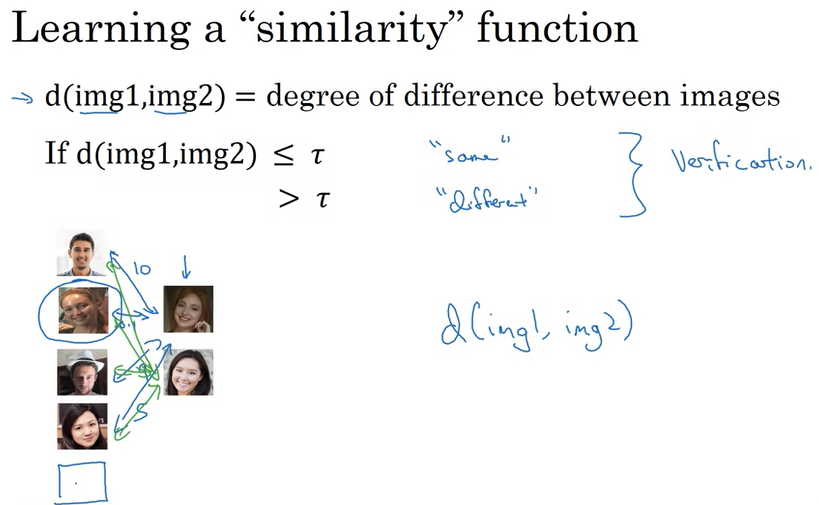 Learning a “similarity” function
→ d(img1,img2) = degree of difference between images
If d(img1,img2) ≤ τ "same"
> τ "different"
} Verification.
10
d(img1, img2)
5